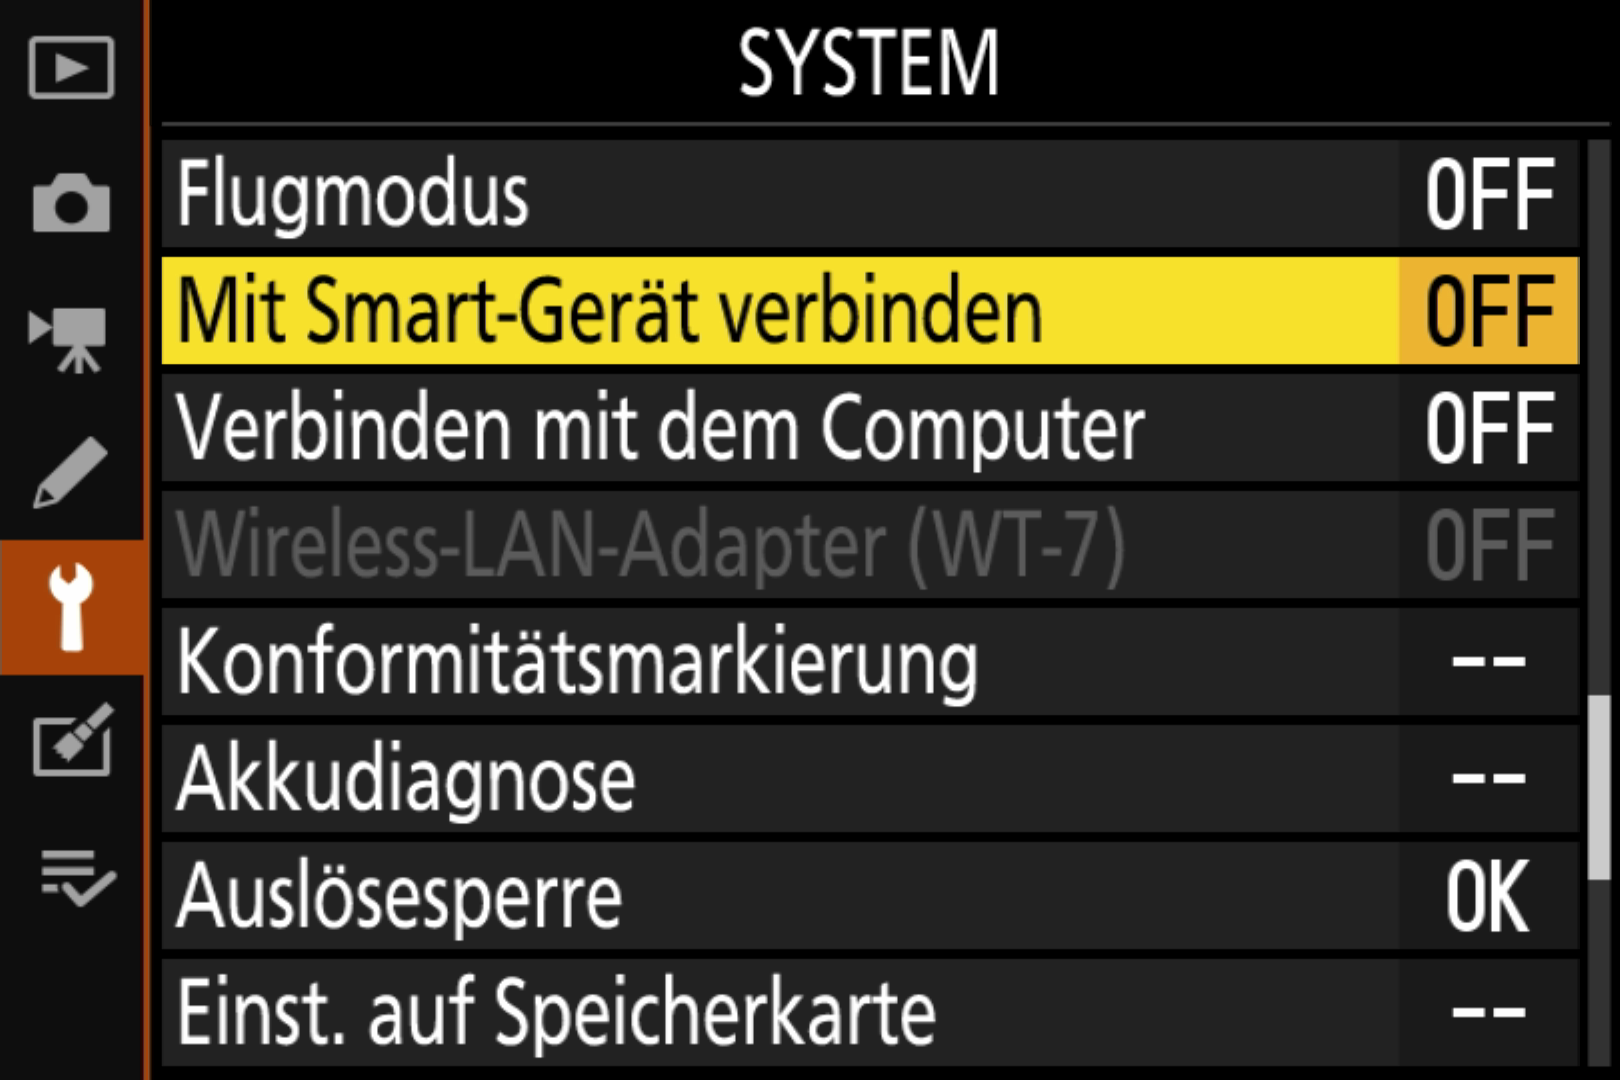 SYSTEM
Flugmodus OFF
Mit Smart-Gerät verbinden OFF
Verbinden mit dem Computer OFF
Wireless-LAN-Adapter (WT-7) OFF
Konformitätsmarkierung --
Akkudiagnose --
Auslösesperre OK
Einst. auf Speicherkarte --